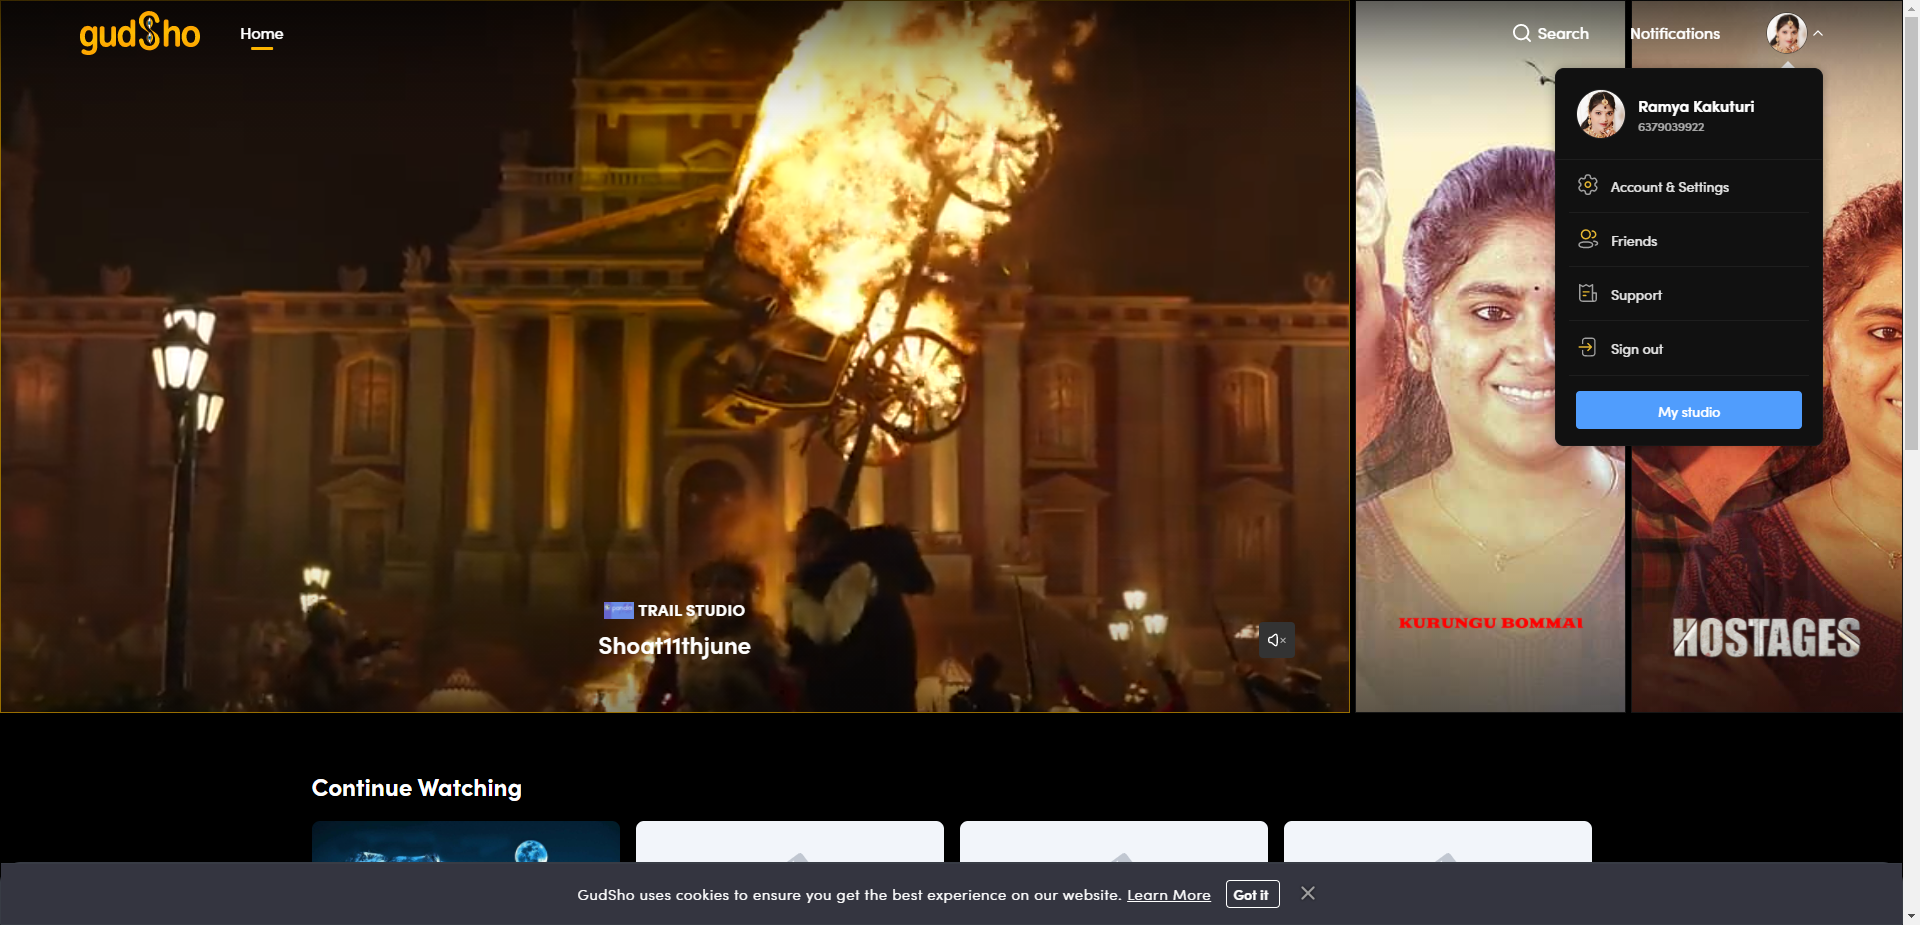 gudSho
Home
Search
Notifications
Ramya Kakuturi
6379039922
Account & Settings
Friends
Support
Sign out
My studio
TRAIL STUDIO
Shoat11thjune
KURUNGU BOMMAI
HOSTAGES
Continue Watching
GudSho uses cookies to ensure you get the best experience on our website. Learn More Got it